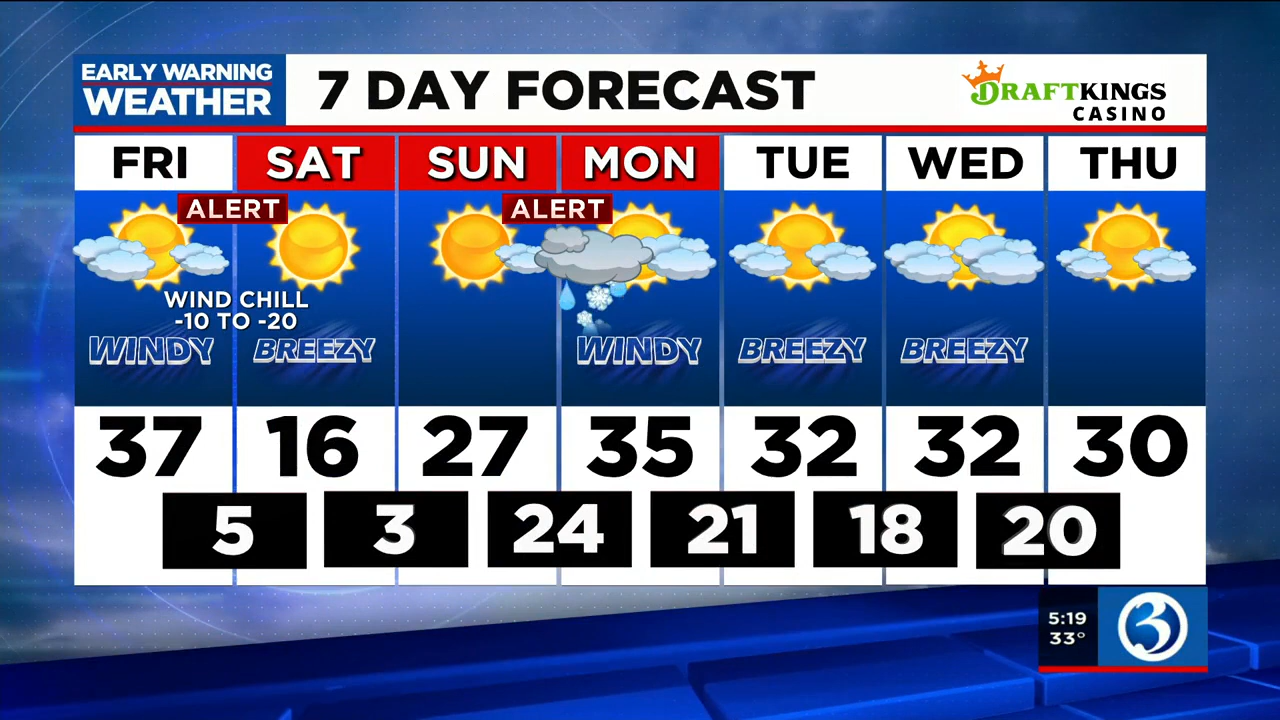 EARLY WARNING
WEATHER
7 DAY FORECAST
DRAFTKINGS
CASINO
FRI SAT SUN MON TUE WED THU
ALERT ALERT
WIND CHILL
-10 TO -20
WINDY BREEZY WINDY BREEZY BREEZY
37 16 27 35 32 32 30
5 3 24 21 18 20
5:19
33°
3